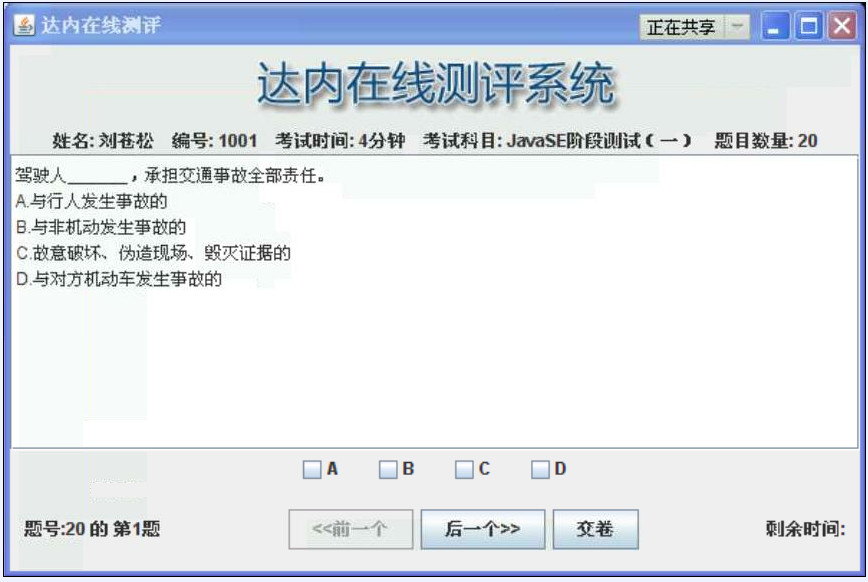 达内在线测评
正在共享
达内在线测评系统
姓名: 刘苍松 编号: 1001 考试时间: 4分钟 考试科目: JavaSE阶段测试(一) 题目数量: 20
驾驶人______，承担交通事故全部责任。
A.与行人发生事故的
B.与非机动发生事故的
C.故意破坏、伪造现场、毁灭证据的
D.与对方机动车发生事故的
A B C D
题号:20 的 第1题 <<前一个 后一个>> 交卷 剩余时间: